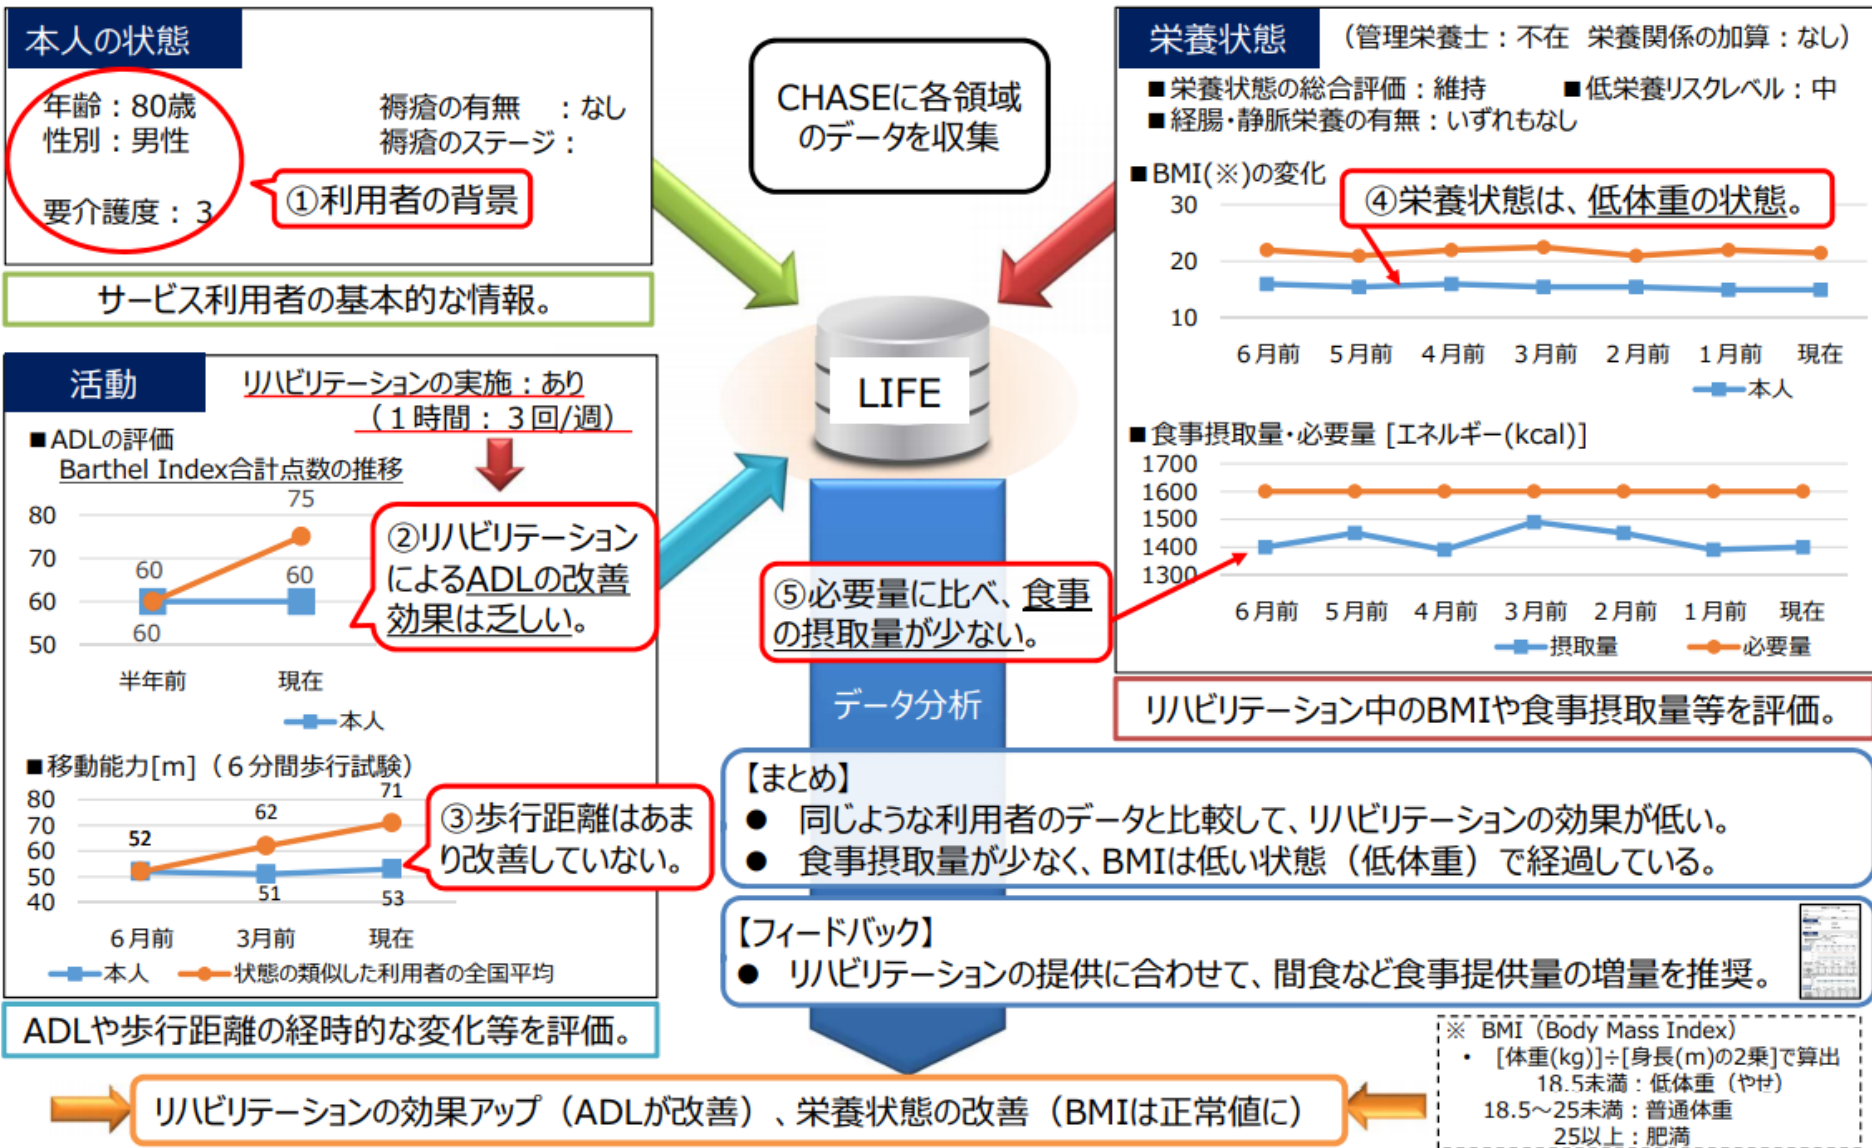 本人の状態
年齢：80歳
性別：男性
要介護度：3
褥瘡の有無　：なし
褥瘡のステージ：
①利用者の背景
サービス利用者の基本的な情報。
CHASEに各領域
のデータを収集
LIFE
栄養状態
（管理栄養士：不在 栄養関係の加算：なし）
■栄養状態の総合評価：維持
■低栄養リスクレベル：中
■経腸・静脈栄養の有無：いずれもなし
■BMI(※)の変化
④栄養状態は、低体重の状態。
30
20
10
6月前 5月前 4月前 3月前 2月前 1月前 現在
本人
■食事摂取量・必要量 [エネルギー(kcal)]
1700
1600
1500
1400
1300
6月前 5月前 4月前 3月前 2月前 1月前 現在
摂取量 必要量
⑤必要量に比べ、食事
の摂取量が少ない。
リハビリテーション中のBMIや食事摂取量等を評価。
活動
リハビリテーションの実施：あり
（1時間：3回/週）
■ADLの評価
Barthel Index合計点数の推移
80
70
60
50
75
60
60
60
半年前 現在
本人
②リハビリテーション
によるADLの改善
効果は乏しい。
■移動能力[m]（6分間歩行試験）
80
70
60
50
40
52
62
71
51
53
6月前 3月前 現在
本人 状態の類似した利用者の全国平均
③歩行距離はあま
り改善していない。
ADLや歩行距離の経時的な変化等を評価。
データ分析
【まとめ】
● 同じような利用者のデータと比較して、リハビリテーションの効果が低い。
● 食事摂取量が少なく、BMIは低い状態（低体重）で経過している。
【フィードバック】
● リハビリテーションの提供に合わせて、間食など食事提供量の増量を推奨。
リハビリテーションの効果アップ（ADLが改善）、栄養状態の改善（BMIは正常値に）
※ BMI（Body Mass Index）
・ [体重(kg)]÷[身長(m)の2乗]で算出
18.5未満：低体重（やせ）
18.5～25未満：普通体重
25以上：肥満